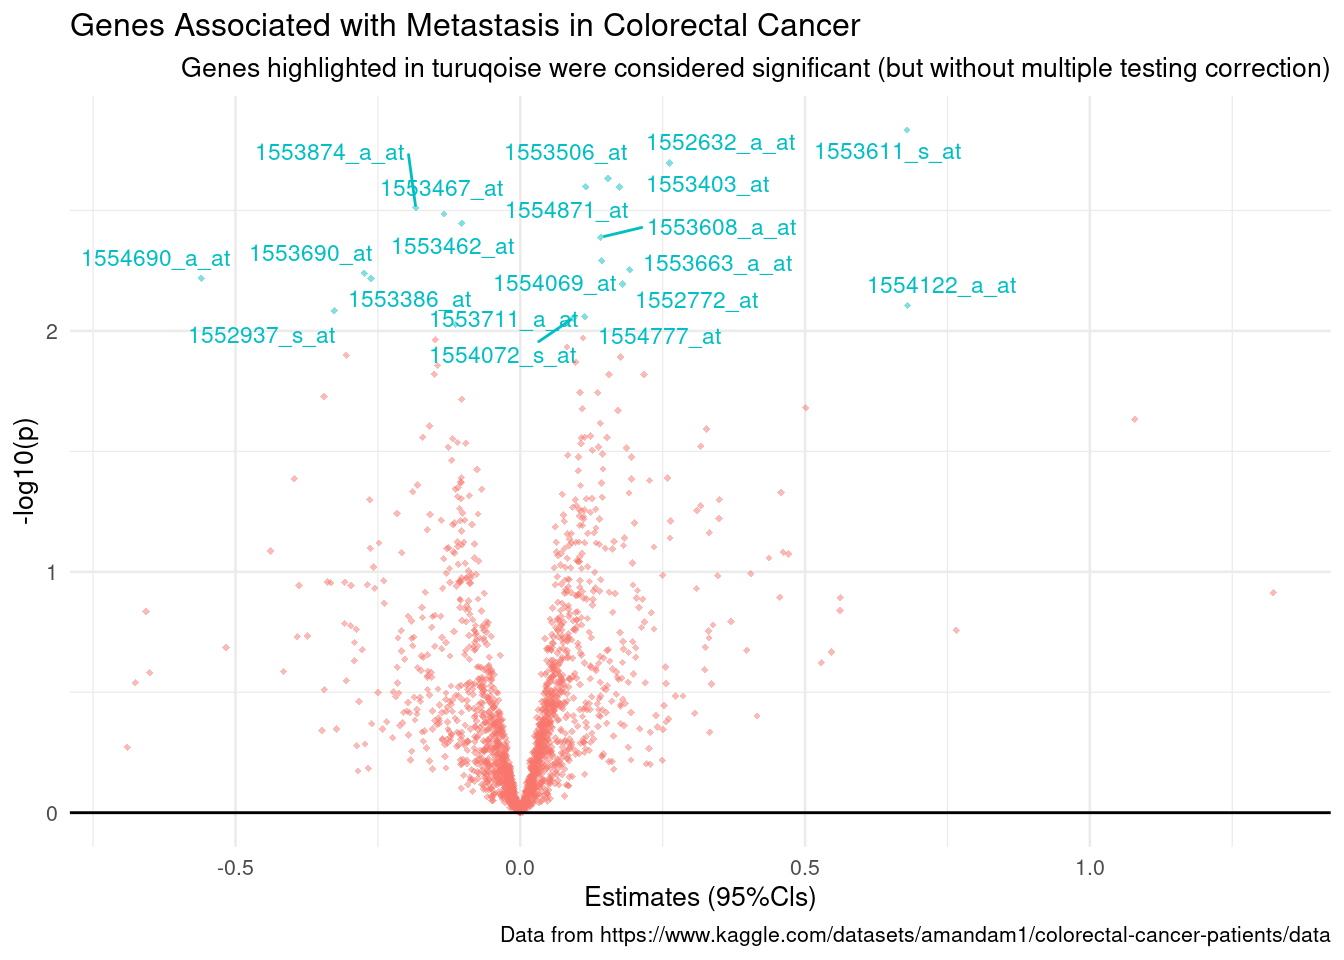 Genes Associated with Metastasis in Colorectal Cancer
Genes highlighted in turuqoise were considered significant (but without multiple testing correction)
1552632_a_at
1553874_a_at
1553506_at
1553611_s_at
1553467_at
1553403_at
1554871_at
1553608_a_at
1553462_at
1553690_at
1554690_a_at
1553663_a_at
1554069_at
1554122_a_at
1553386_at
1552772_at
1553711_a_at
1552937_s_at
1554777_at
1554072_s_at
2
1
0
-log10(p)
-0.5
0.0
0.5
1.0
Estimates (95%CIs)
Data from https://www.kaggle.com/datasets/amandam1/colorectal-cancer-patients/data